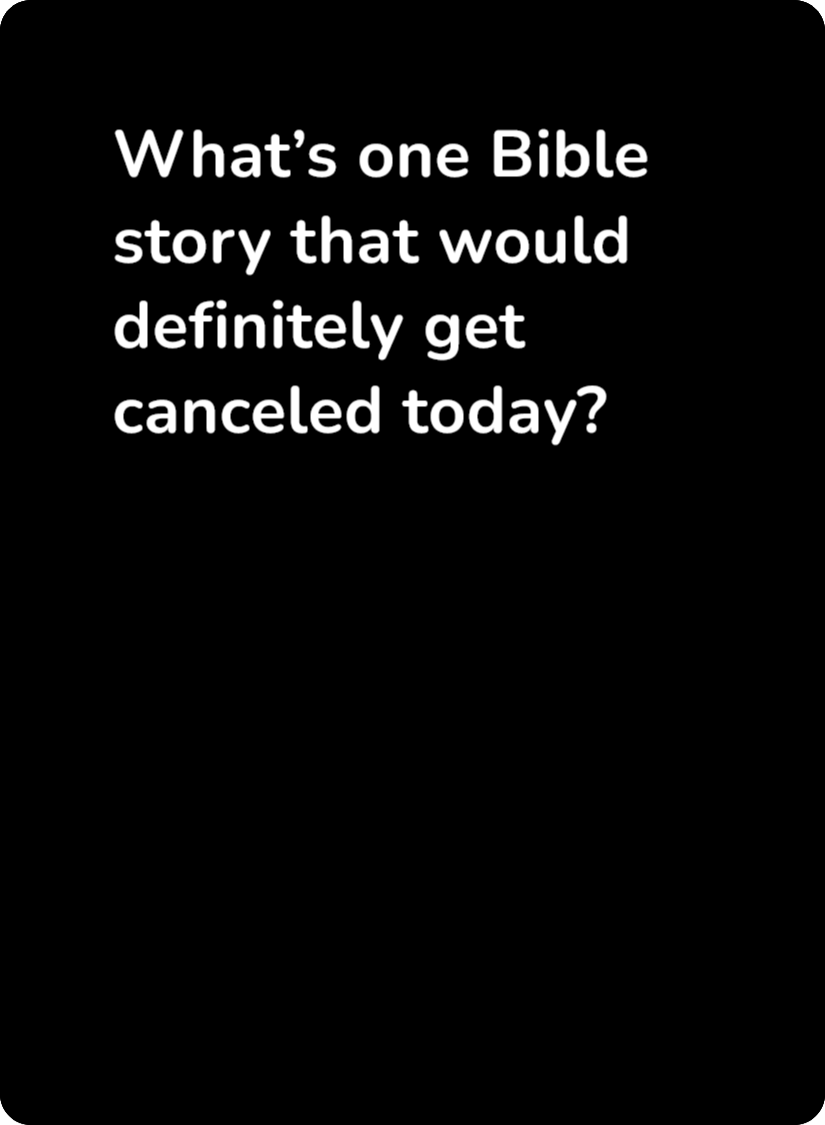 What’s one Bible
story that would
definitely get
canceled today?